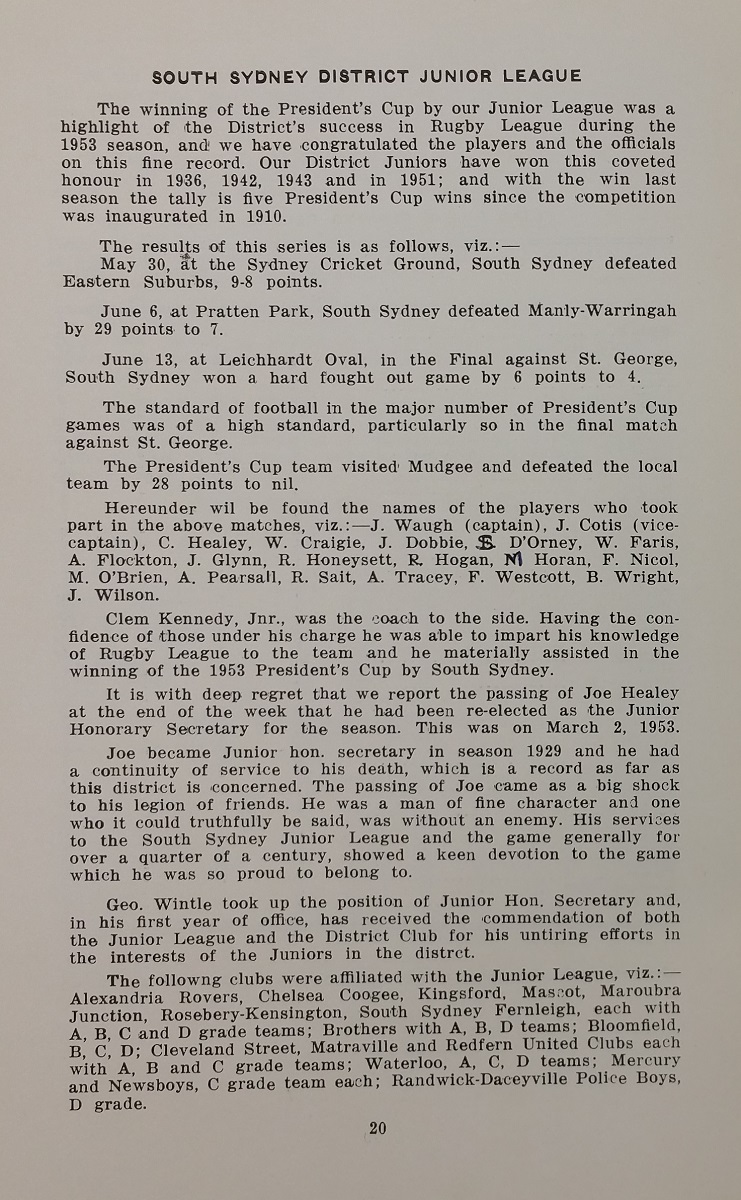 SOUTH SYDNEY DISTRICT JUNIOR LEAGUE
The winning of the President's Cup by our Junior League was a
highlight of the District's success in Rugby League during the
1953 season, and we have congratulated the players and the officials
on this fine record. Our District Juniors have won this coveted
honour in 1936, 1942, 1943 and in 1951; and with the win last
season the tally is five President's Cup wins since the competition
was inaugurated in 1910.
The results of this series is as follows, viz.:—
May 30, at the Sydney Cricket Ground, South Sydney defeated
Eastern Suburbs, 9-8 points.
June 6, at Pratten Park, South Sydney defeated Manly-Warringah
by 29 points to 7.
June 13, at Leichhardt Oval, in the Final against St. George,
South Sydney won a hard fought out game by 6 points to 4.
The standard of football in the major number of President's Cup
games was of a high standard, particularly so in the final match
against St. George.
The President's Cup team visited Mudgee and defeated the local
team by 28 points to nil.
Hereunder wil be found the names of the players who took
part in the above matches, viz.:—J. Waugh (captain), J. Cotis (vice-
captain), C. Healey, W. Craigie, J. Dobbie, D'Orney, W. Faris,
A. Flockton, J. Glynn, R. Honeysett, R. Hogan, M Horan, F. Nicol,
M. O'Brien, A. Pearsall, R. Sait, A. Tracey, F. Westcott, B. Wright,
J. Wilson.
Clem Kennedy, Jnr., was the coach to the side. Having the con-
fidence of those under his charge he was able to impart his knowledge
of Rugby League to the team and he materially assisted in the
winning of the 1953 President's Cup by South Sydney.
It is with deep regret that we report the passing of Joe Healey
at the end of the week that he had been re-elected as the Junior
Honorary Secretary for the season. This was on March 2, 1953.
Joe became Junior hon. secretary in season 1929 and he had
a continuity of service to his death, which is a record as far as
this district is concerned. The passing of Joe came as a big shock
to his legion of friends. He was a man of fine character and one
who it could truthfully be said, was without an enemy. His services
to the South Sydney Junior League and the game generally for
over a quarter of a century, showed a keen devotion to the game
which he was so proud to belong to.
Geo. Wintle took up the position of Junior Hon. Secretary and,
in his first year of office, has received the commendation of both
the Junior League and the District Club for his untiring efforts in
the interests of the Juniors in the distrct.
The followng clubs were affiliated with the Junior League, viz.:—
Alexandria Rovers, Chelsea Coogee, Kingsford, Mascot, Maroubra
Junction, Rosebery-Kensington, South Sydney Fernleigh, each with
A, B, C and D grade teams; Brothers with A, B, D teams; Bloomfield,
B, C, D; Cleveland Street, Matraville and Redfern United Clubs each
with A, B and C grade teams; Waterloo, A, C, D teams; Mercury
and Newsboys, C grade team each; Randwick-Daceyville Police Boys,
D grade.
20